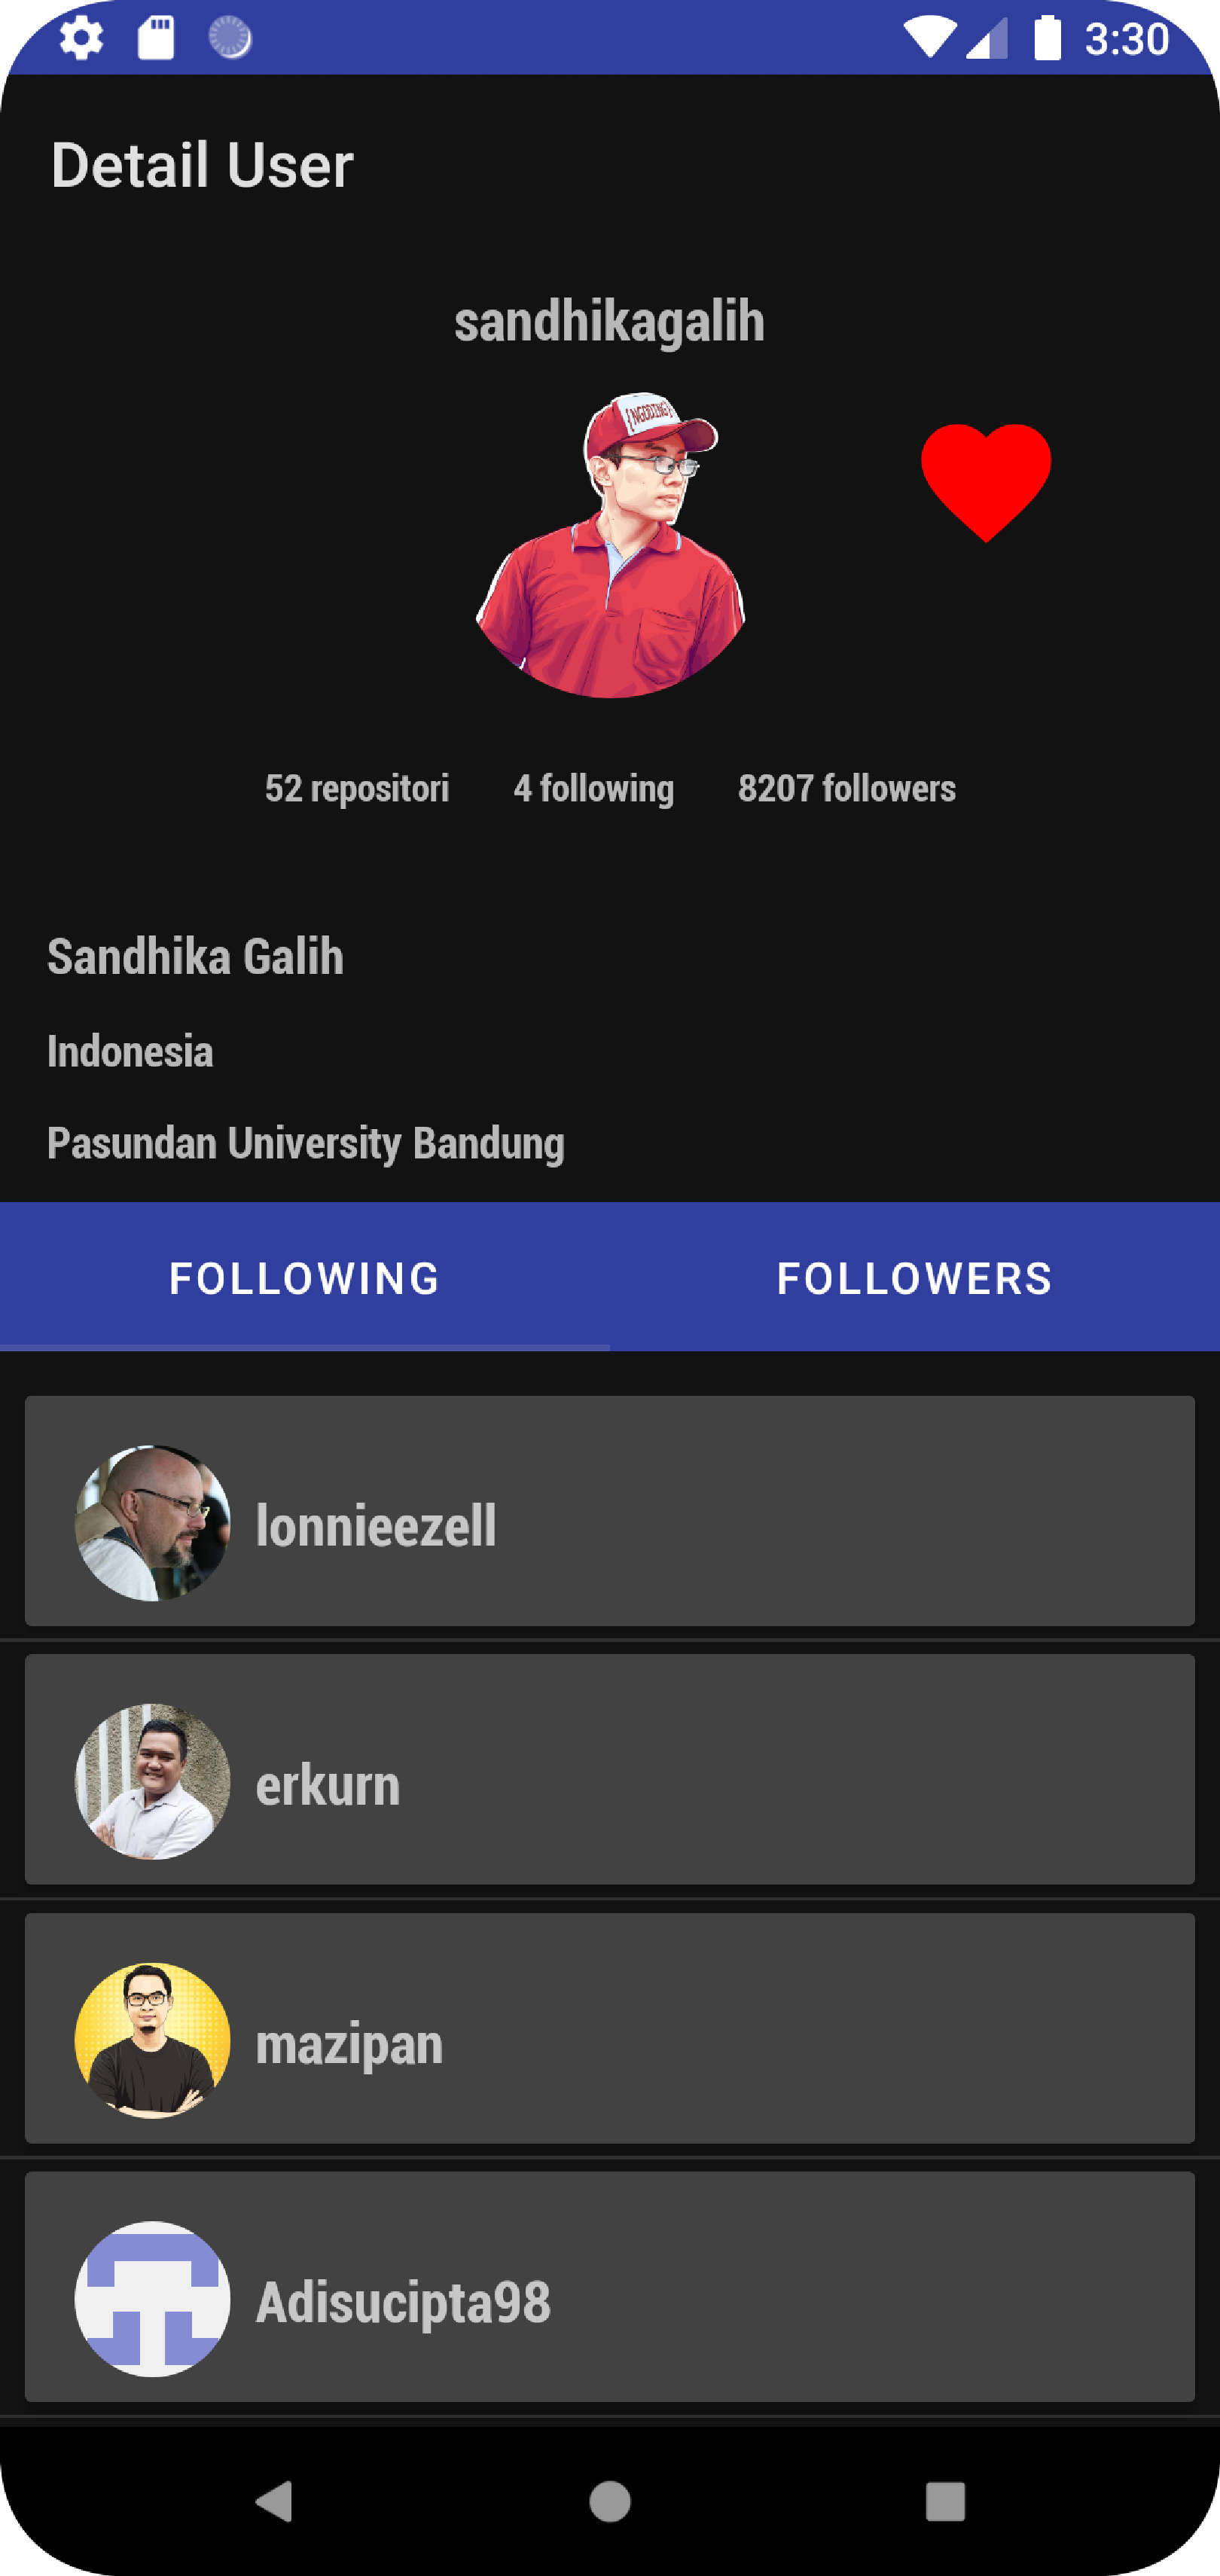 3:30
Detail User
sandhikagalih
{NGODING}
52 repositori 4 following 8207 followers
Sandhika Galih
Indonesia
Pasundan University Bandung
FOLLOWING FOLLOWERS
lonnieezell
erkurn
mazipan
Adisucipta98